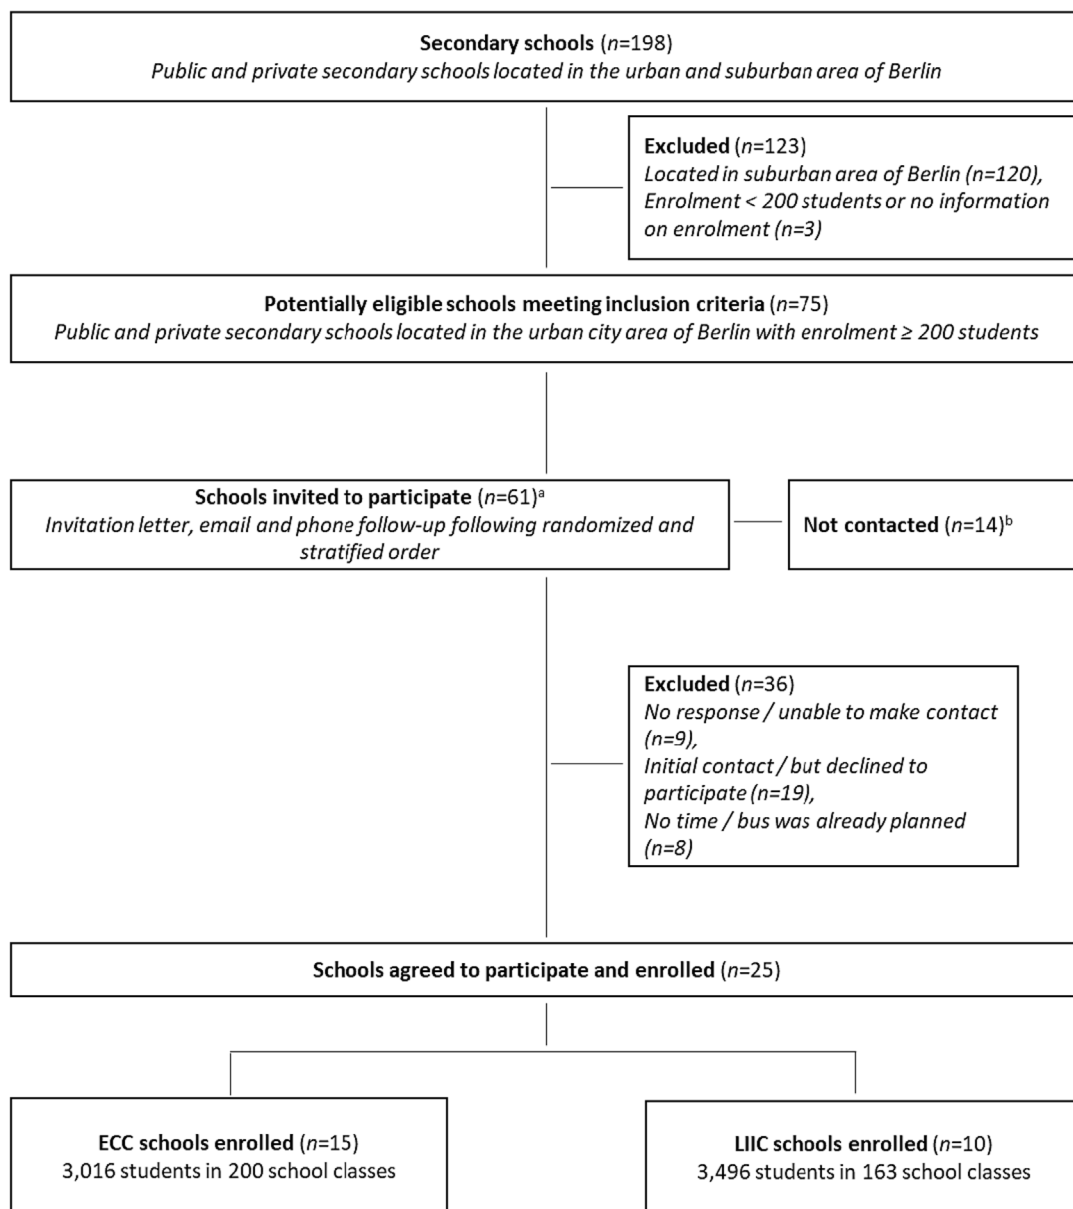 Secondary schools (n=198)
Public and private secondary schools located in the urban and suburban area of Berlin
Excluded (n=123)
Located in suburban area of Berlin (n=120),
Enrolment < 200 students or no information
on enrolment (n=3)
Potentially eligible schools meeting inclusion criteria (n=75)
Public and private secondary schools located in the urban city area of Berlin with enrolment ≥ 200 students
Schools invited to participate (n=61)ᵃ
Invitation letter, email and phone follow-up following randomized and
stratified order
Not contacted (n=14)ᵇ
Excluded (n=36)
No response / unable to make contact
(n=9),
Initial contact / but declined to
participate (n=19),
No time / bus was already planned
(n=8)
Schools agreed to participate and enrolled (n=25)
ECC schools enrolled (n=15)
3,016 students in 200 school classes
LIIC schools enrolled (n=10)
3,496 students in 163 school classes